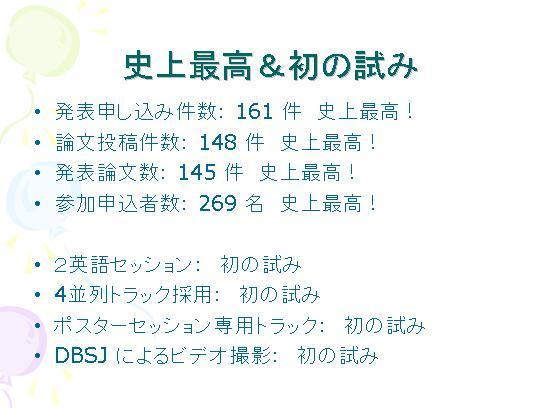 史上最高＆初の試み
• 発表申し込み件数: 161 件　史上最高！
• 論文投稿件数: 148 件　史上最高！
• 発表論文数: 145 件　史上最高！
• 参加申込者数: 269 名　史上最高！
• ２英語セッション:　初の試み
• 4並列トラック採用:　初の試み
• ポスターセッション専用トラック:　初の試み
• DBSJ によるビデオ撮影:　初の試み